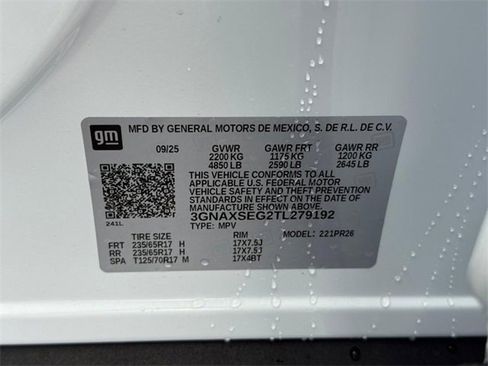 gm
MFD BY GENERAL MOTORS DE MEXICO, S. DE R.L. DE C.V.
09/25 GVWR GAWR FRT GAWR RR
2200 KG 1175 KG 1200 KG
4850 LB 2590 LB 2645 LB
THIS VEHICLE CONFORMS TO ALL
APPLICABLE U.S. FEDERAL MOTOR
VEHICLE SAFETY AND THEFT PREVENTION
STANDARDS IN EFFECT ON THE DATE OF
MANUFACTURE SHOWN ABOVE.
3GNAXSEG2TL279192
TYPE: MPV MODEL: 221PR26
241L
TIRE SIZE RIM
FRT 235/65R17 H 17X7.5J
RR 235/65R17 H 17X7.5J
SPA T125/70R17 M 17X4BT